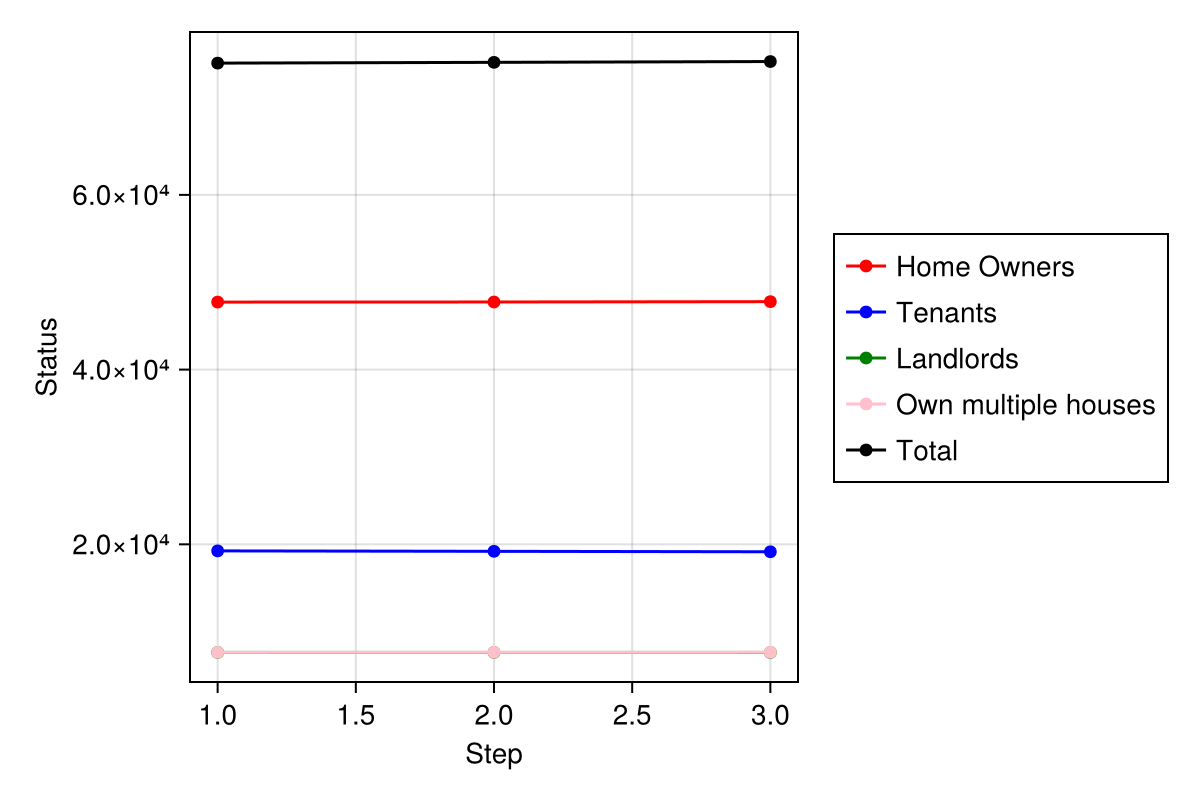 6.0×10⁴
4.0×10⁴
2.0×10⁴
Status
1.0 1.5 2.0 2.5 3.0
Step
Home Owners
Tenants
Landlords
Own multiple houses
Total